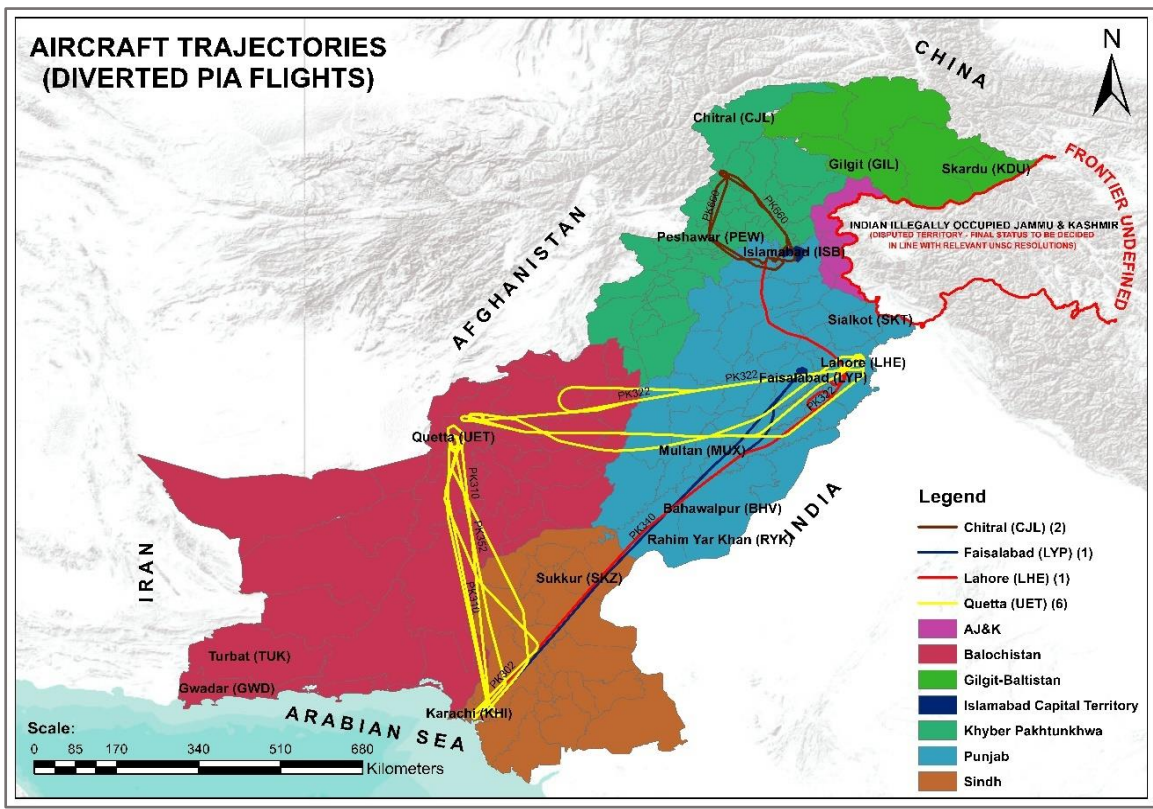 AIRCRAFT TRAJECTORIES
(DIVERTED PIA FLIGHTS)
CHINA
N
Chitral (CJL)
Gilgit (GIL)
Skardu (KDU)
FRONTIER UNDEFINED
PK660
PK660
INDIAN ILLEGALLY OCCUPIED JAMMU & KASHMIR
(DISPUTED TERRITORY - FINAL STATUS TO BE DECIDED
IN LINE WITH RELEVANT UNSC RESOLUTIONS)
Peshawar (PEW)
Islamabad (ISB)
AFGHANISTAN
Sialkot (SKT)
Lahore (LHE)
PK322
Faisalabad (LYP)
PK322
PK322
Quetta (UET)
Multan (MUX)
PK310
Bahawalpur (BHV)
INDIA
PK340
PK352
Rahim Yar Khan (RYK)
IRAN
Sukkur (SKZ)
PK310
Turbat (TUK)
PK302
Gwadar (GWD)
Karachi (KHI)
ARABIAN SEA
Scale:
0 85 170 340 510 680
Kilometers
Legend
Chitral (CJL) (2)
Faisalabad (LYP) (1)
Lahore (LHE) (1)
Quetta (UET) (6)
AJ&K
Balochistan
Gilgit-Baltistan
Islamabad Capital Territory
Khyber Pakhtunkhwa
Punjab
Sindh